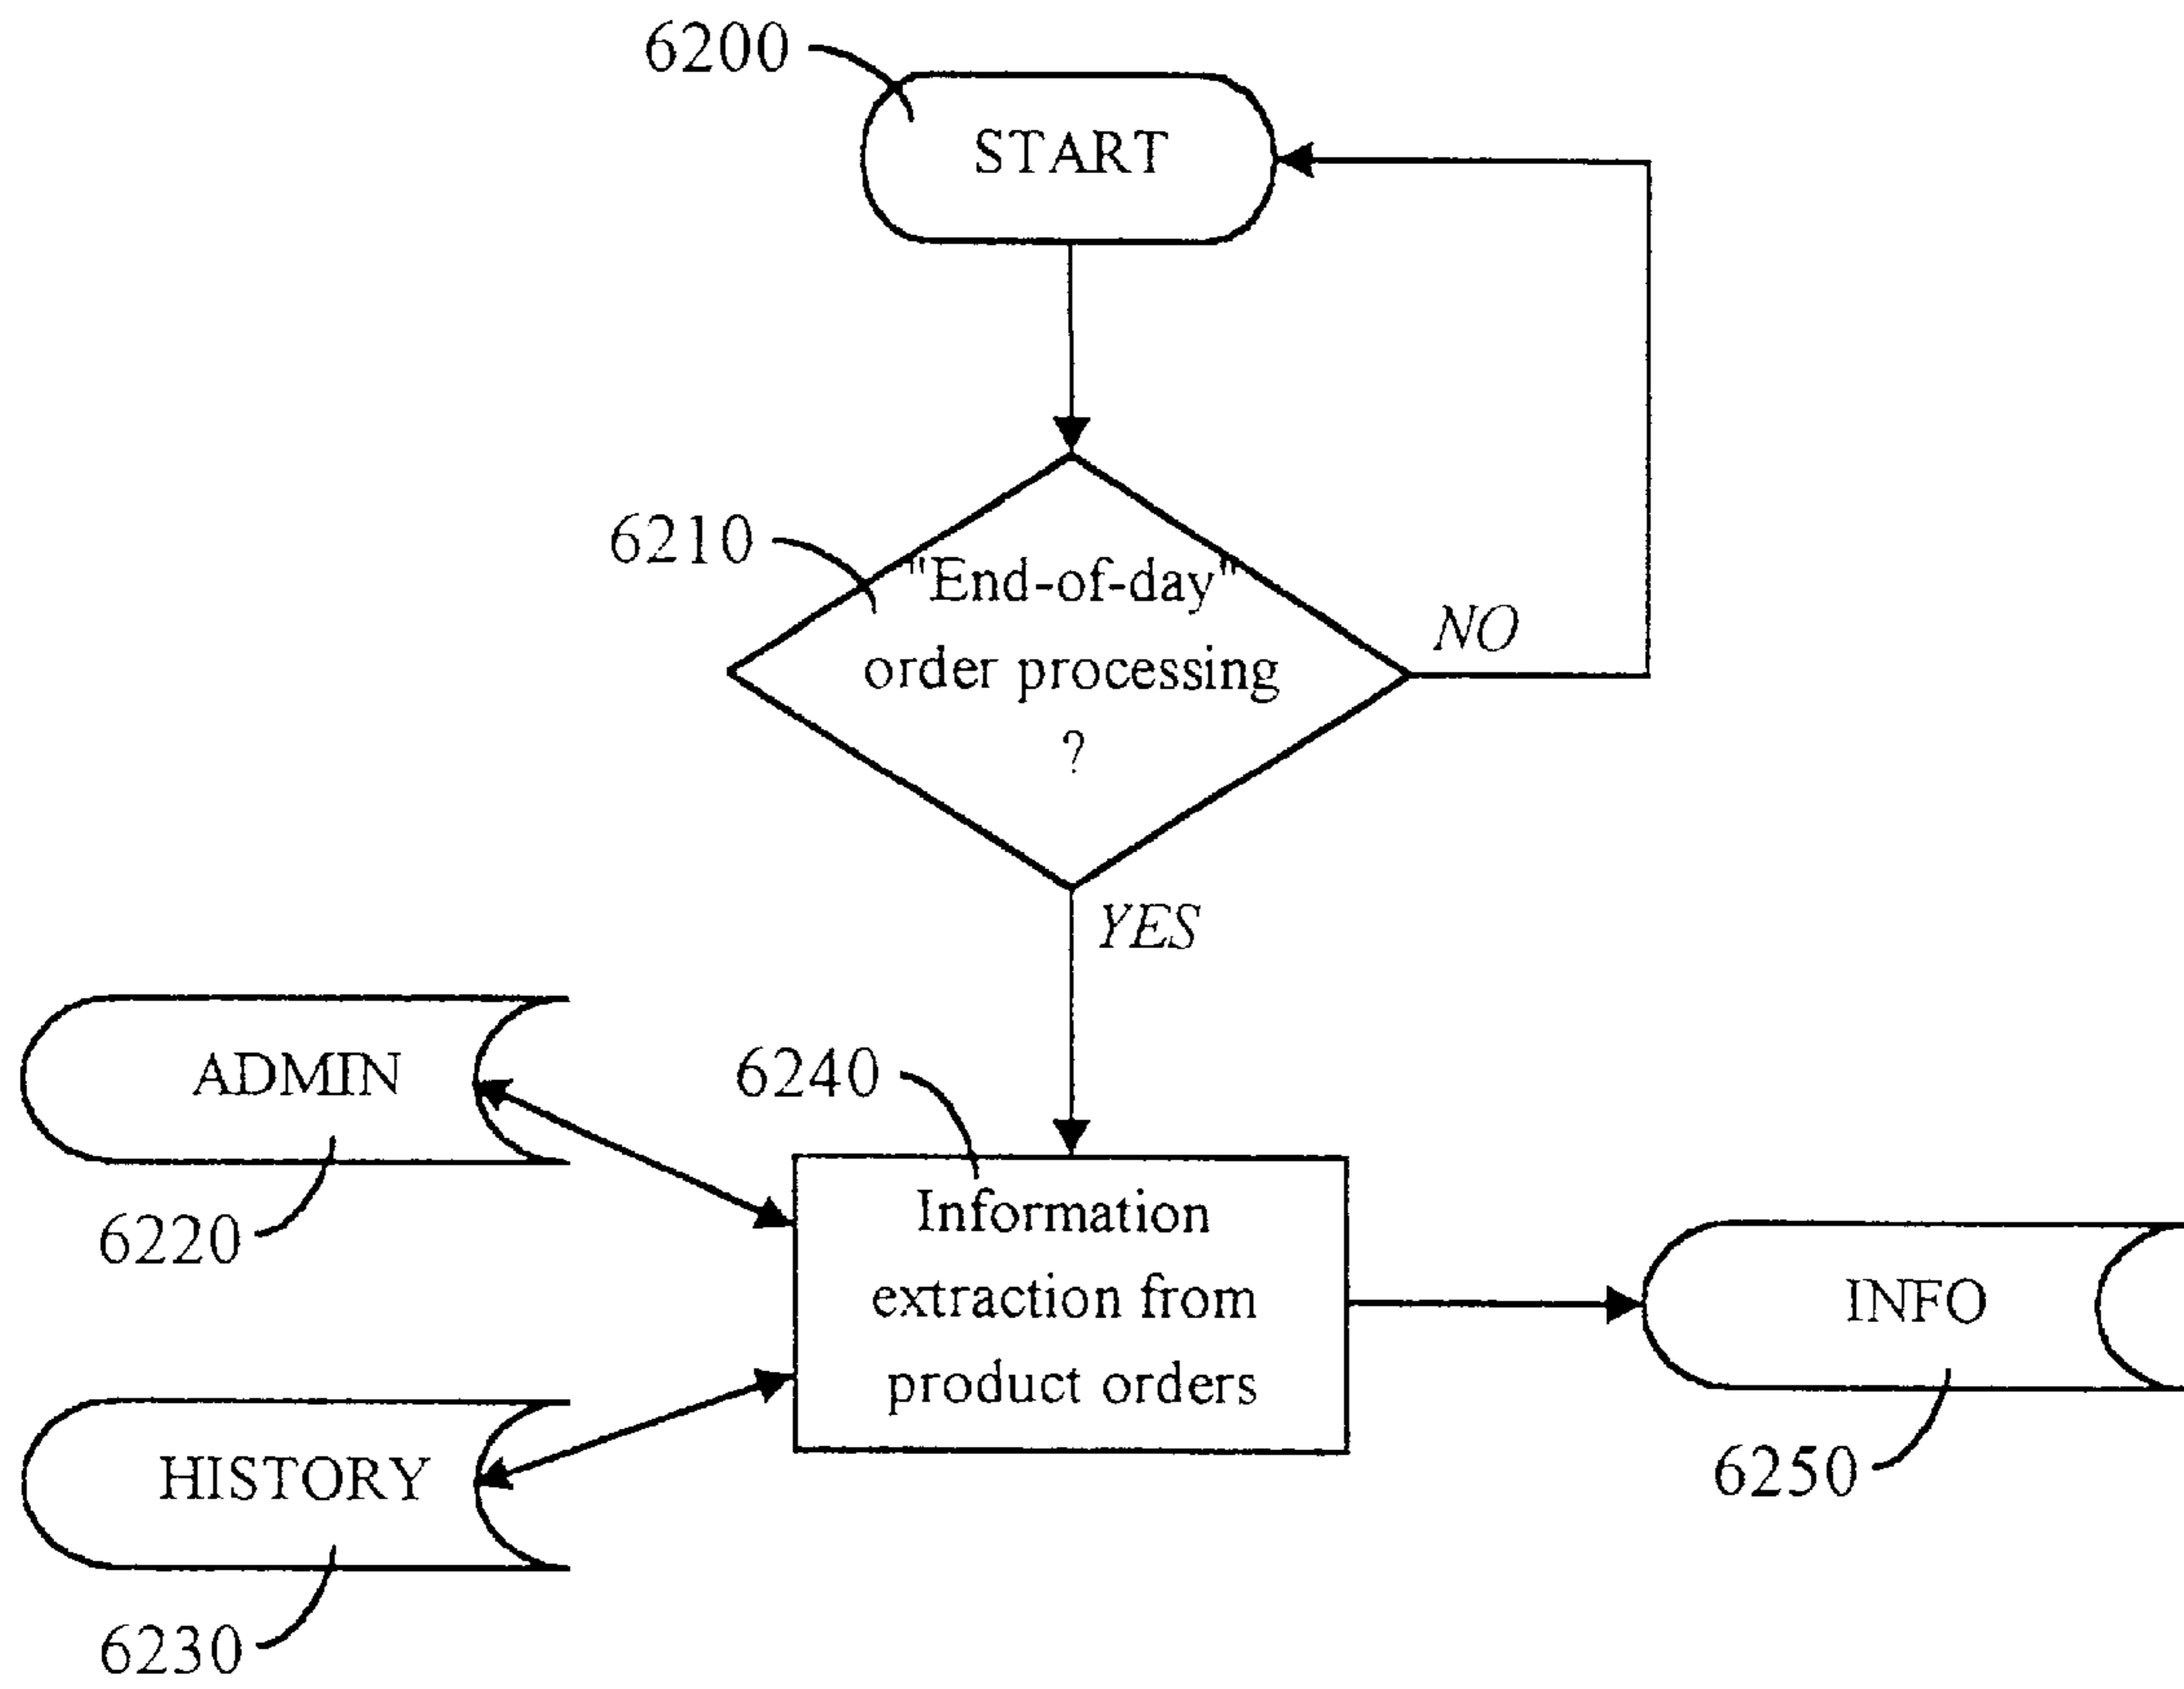 6200
START
6210
"End-of-day"
order processing
?
NO
YES
ADMIN
6220
6240
Information
extraction from
product orders
INFO
6250
HISTORY
6230